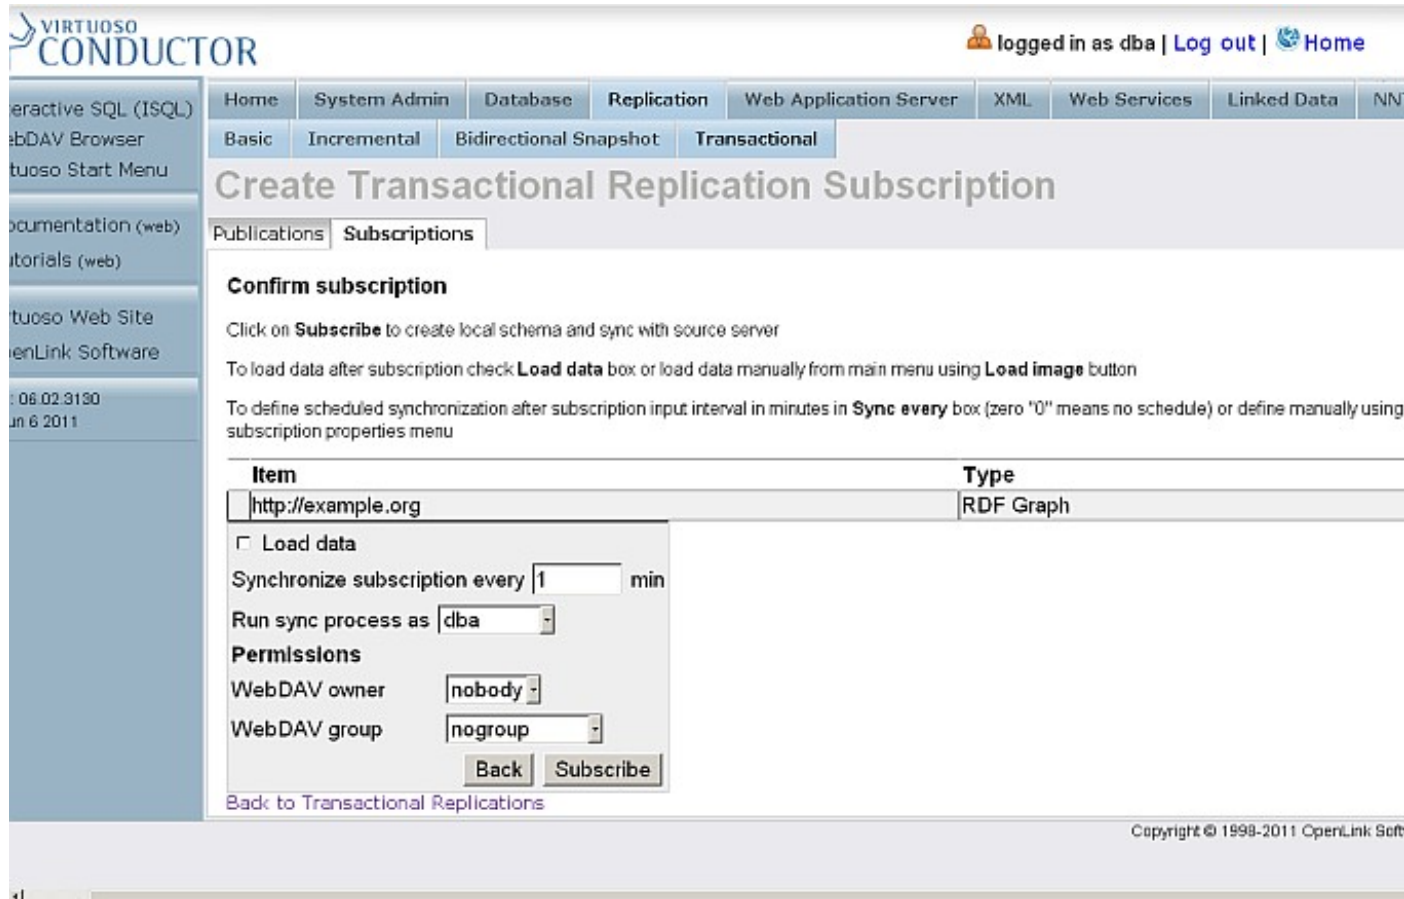 VIRTUOSO
CONDUCTOR
logged in as dba | Log out | Home
teractive SQL (ISQL)
ebDAV Browser
tuoso Start Menu
ocumentation (web)
utorials (web)
rtuoso Web Site
enLink Software
: 06.02.3130
un 6 2011
Home System Admin Database Replication Web Application Server XML Web Services Linked Data NN
Basic Incremental Bidirectional Snapshot Transactional
Create Transactional Replication Subscription
Publications Subscriptions
Confirm subscription
Click on Subscribe to create local schema and sync with source server
To load data after subscription check Load data box or load data manually from main menu using Load image button
To define scheduled synchronization after subscription input interval in minutes in Sync every box (zero "0" means no schedule) or define manually using
subscription properties menu
Item Type
http://example.org RDF Graph
Load data
Synchronize subscription every 1 min
Run sync process as dba
Permissions
WebDAV owner nobody
WebDAV group nogroup
Back Subscribe
Back to Transactional Replications
Copyright © 1998-2011 OpenLink Soft